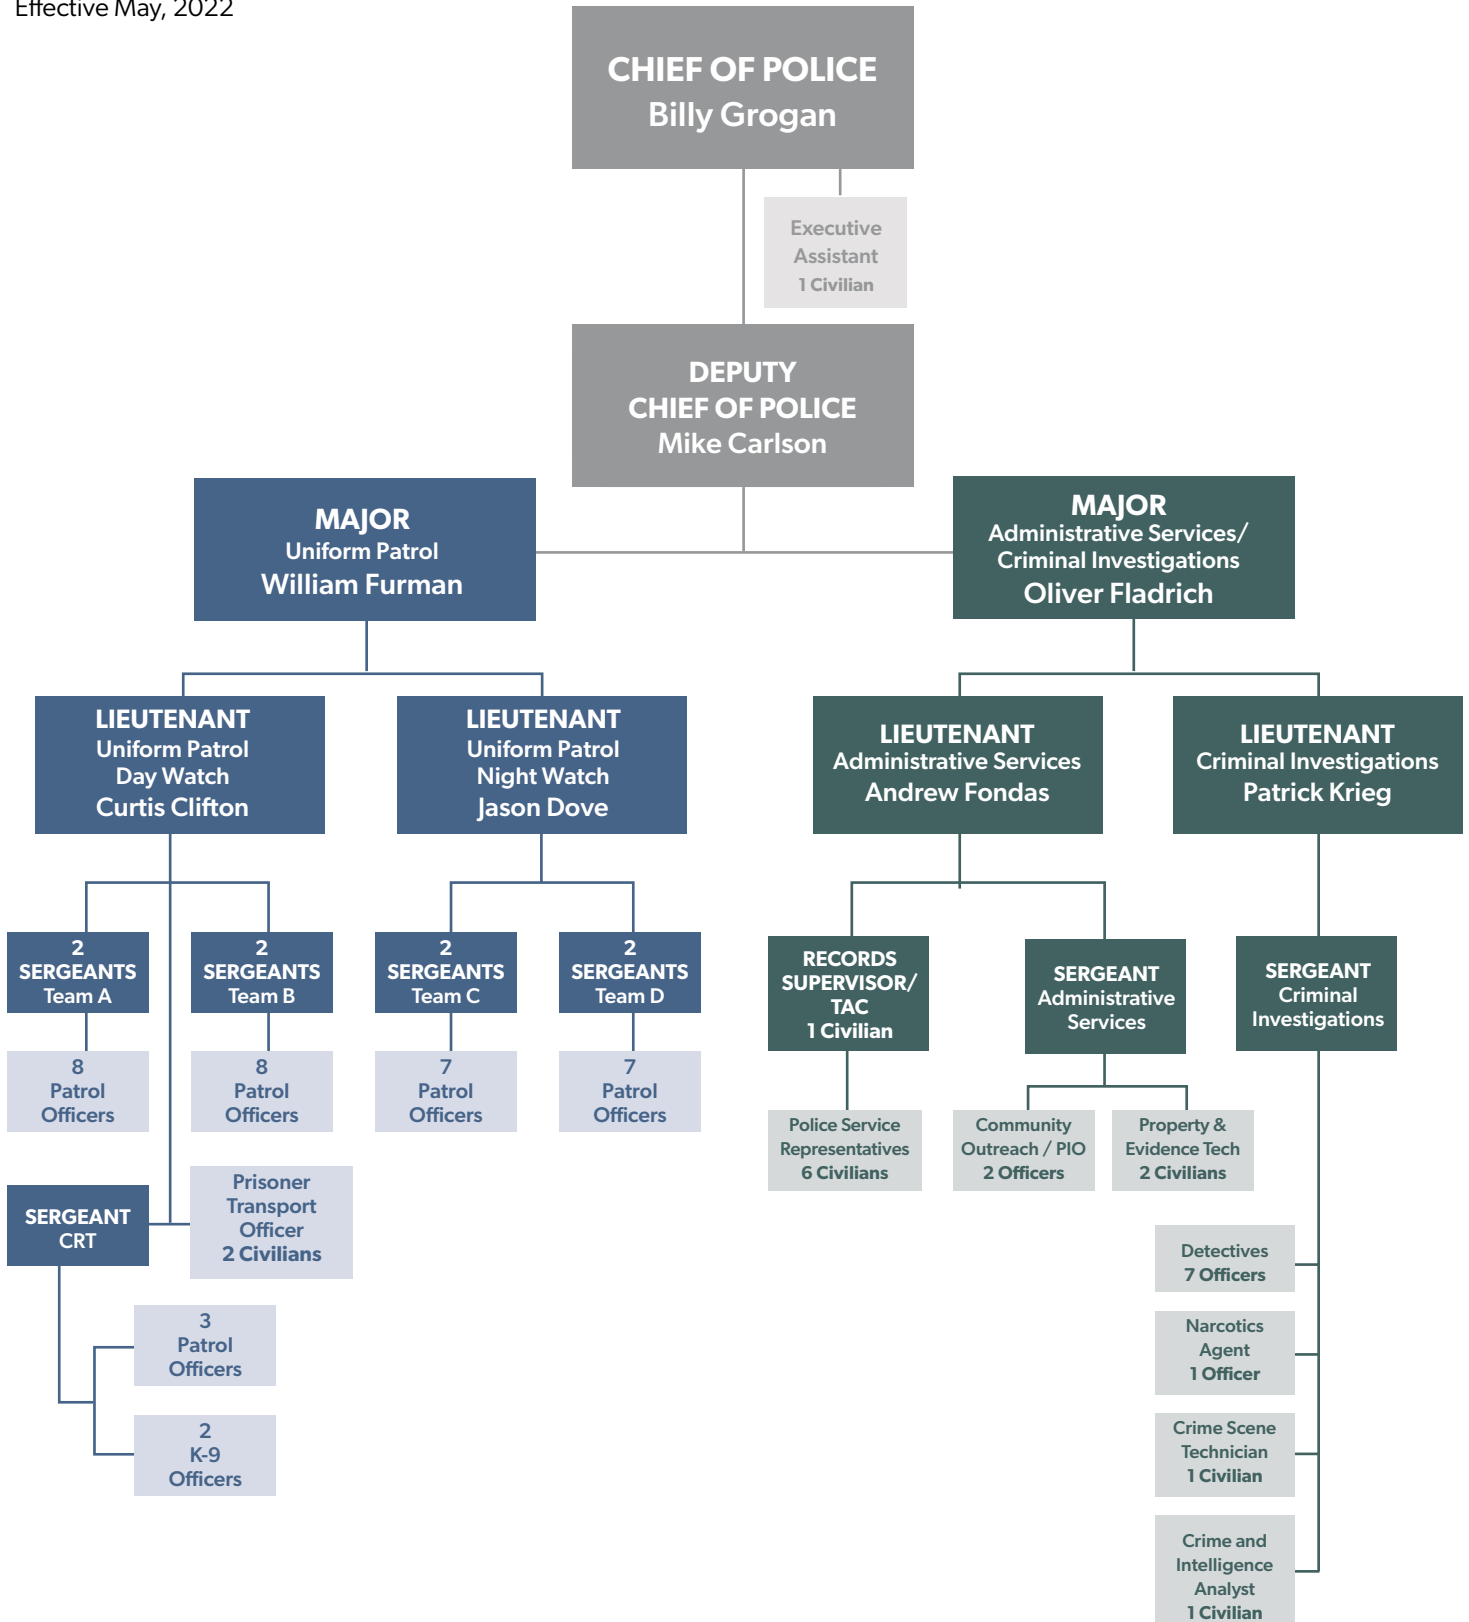 Effective May, 2022
CHIEF OF POLICE
Billy Grogan
Executive
Assistant
1 Civilian
DEPUTY
CHIEF OF POLICE
Mike Carlson
MAJOR
Uniform Patrol
William Furman
MAJOR
Administrative Services/
Criminal Investigations
Oliver Fladrich
LIEUTENANT
Uniform Patrol
Day Watch
Curtis Clifton
LIEUTENANT
Uniform Patrol
Night Watch
Jason Dove
LIEUTENANT
Administrative Services
Andrew Fondas
LIEUTENANT
Criminal Investigations
Patrick Krieg
2
SERGEANTS
Team A
2
SERGEANTS
Team B
2
SERGEANTS
Team C
2
SERGEANTS
Team D
RECORDS
SUPERVISOR/
TAC
1 Civilian
SERGEANT
Administrative
Services
SERGEANT
Criminal
Investigations
8
Patrol
Officers
8
Patrol
Officers
7
Patrol
Officers
7
Patrol
Officers
Police Service
Representatives
6 Civilians
Community
Outreach / PIO
2 Officers
Property &
Evidence Tech
2 Civilians
SERGEANT
CRT
Prisoner
Transport
Officer
2 Civilians
3
Patrol
Officers
2
K-9
Officers
Detectives
7 Officers
Narcotics
Agent
1 Officer
Crime Scene
Technician
1 Civilian
Crime and
Intelligence
Analyst
1 Civilian